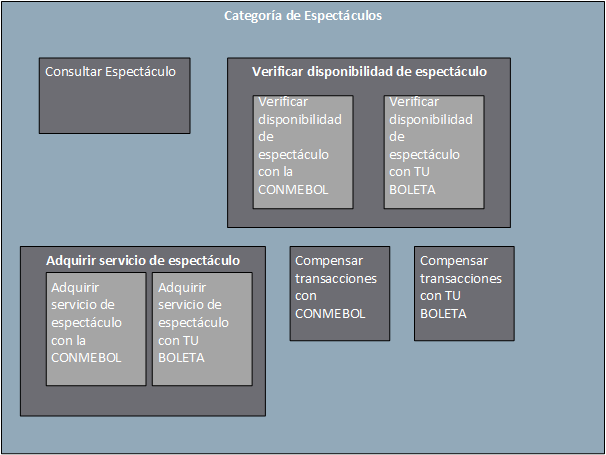 Categoría de Espectáculos
Consultar Espectáculo
Verificar disponibilidad de espectáculo
Verificar
disponibilidad
de
espectáculo
con la
CONMEBOL
Verificar
disponibilidad
de
espectáculo
con TU
BOLETA
Adquirir servicio de espectáculo
Adquirir
servicio de
espectáculo
con la
CONMEBOL
Adquirir
servicio de
espectáculo
con TU
BOLETA
Compensar
transacciones
con
CONMEBOL
Compensar
transacciones
con TU
BOLETA